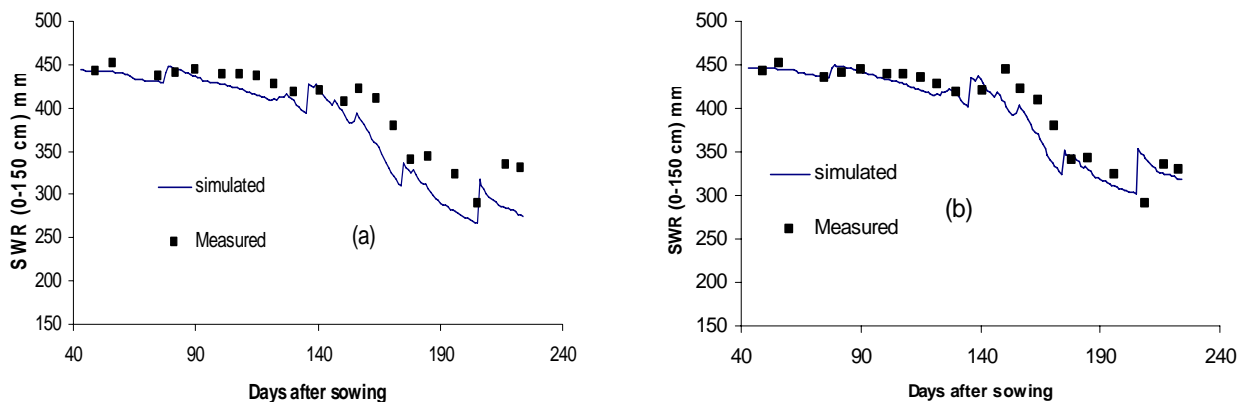 500
450
400
350
300
250
200
150
SWR (0-150 cm) mm
simulated
Measured
(a)
40 90 140 190 240
Days after sowing
500
450
400
350
300
250
200
150
SWR (0-150 cm) mm
simulated
Measured
(b)
40 90 140 190 240
Days after sowing